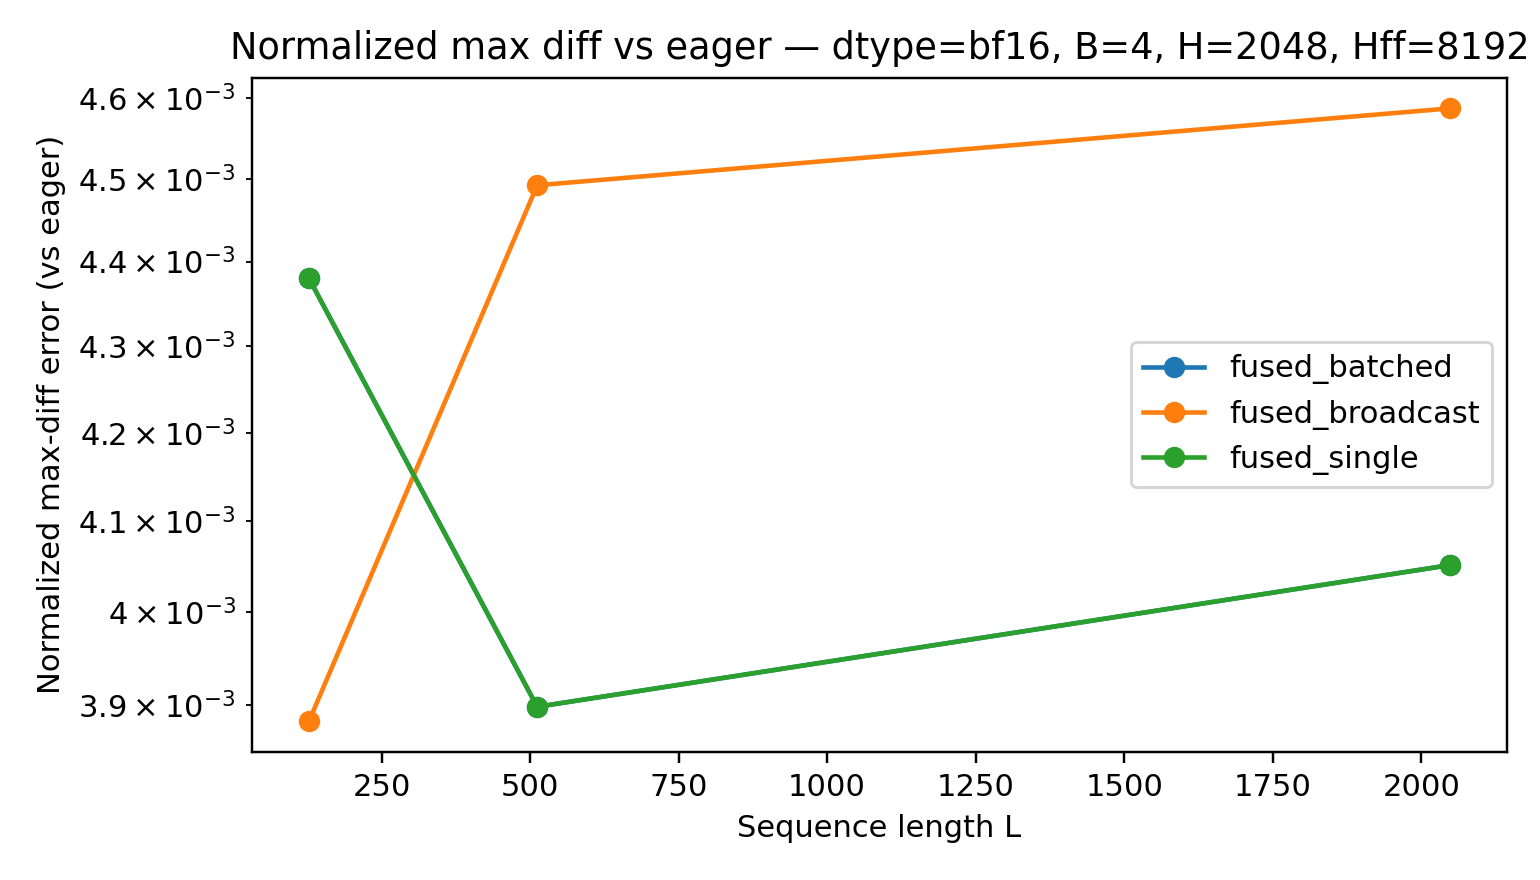 Normalized max diff vs eager — dtype=bf16, B=4, H=2048, Hff=8192
Normalized max-diff error (vs eager)
4.6 × 10⁻³
4.5 × 10⁻³
4.4 × 10⁻³
4.3 × 10⁻³
4.2 × 10⁻³
4.1 × 10⁻³
4 × 10⁻³
3.9 × 10⁻³
fused_batched
fused_broadcast
fused_single
250 500 750 1000 1250 1500 1750 2000
Sequence length L